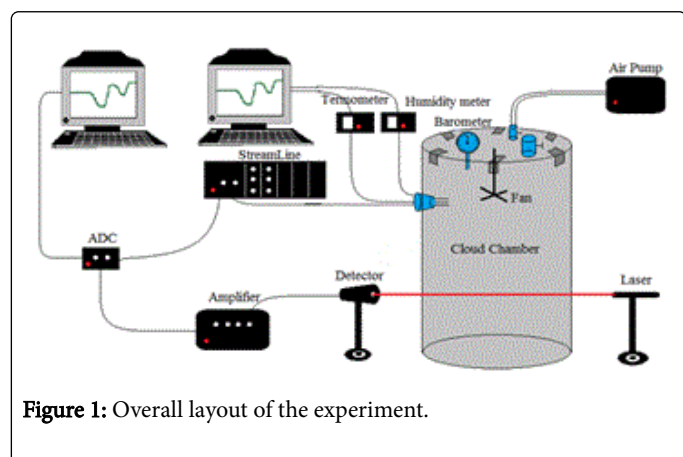 Air Pump
Termometer
Humidity meter
Barometer
StreamLine
Fan
ADC
Cloud Chamber
Detector
Laser
Amplifier
Figure 1: Overall layout of the experiment.